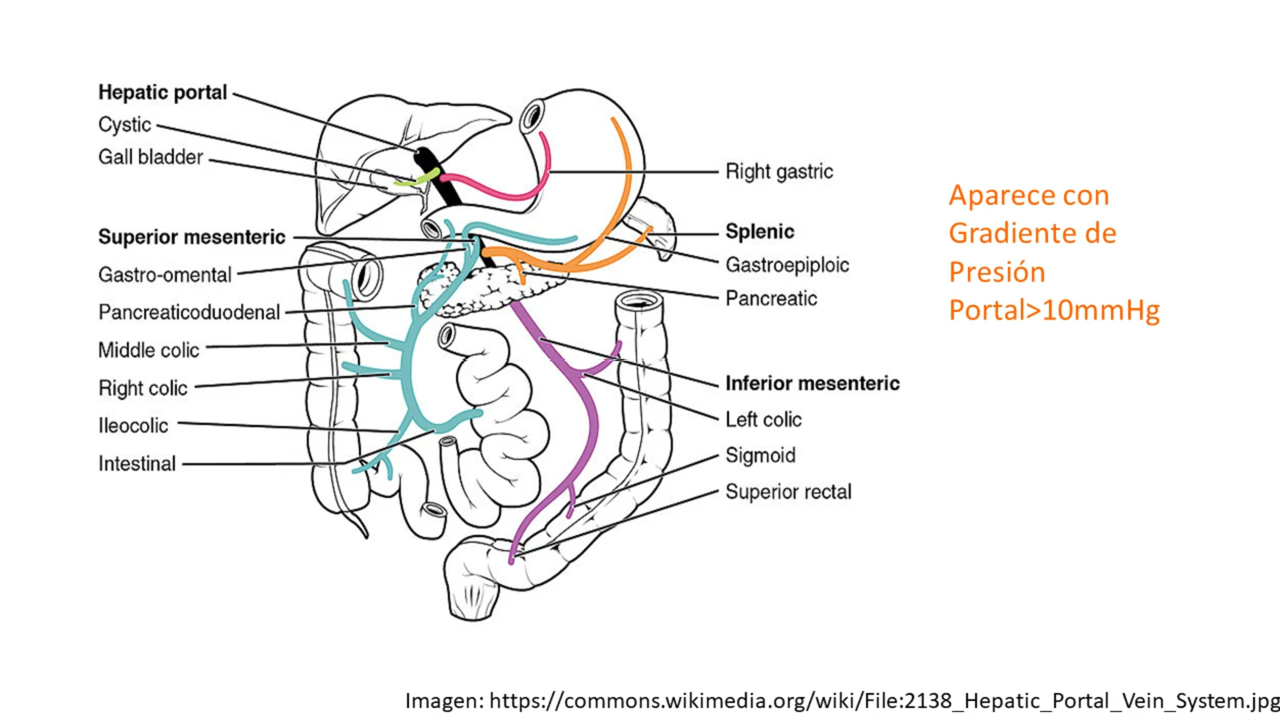 Hepatic portal
Cystic
Gall bladder
Superior mesenteric
Gastro-omental
Pancreaticoduodenal
Middle colic
Right colic
Ileocolic
Intestinal
Right gastric
Splenic
Gastroepiploic
Pancreatic
Inferior mesenteric
Left colic
Sigmoid
Superior rectal
Aparece con
Gradiente de
Presión
Portal>10mmHg
Imagen: https://commons.wikimedia.org/wiki/File:2138_Hepatic_Portal_Vein_System.jpg